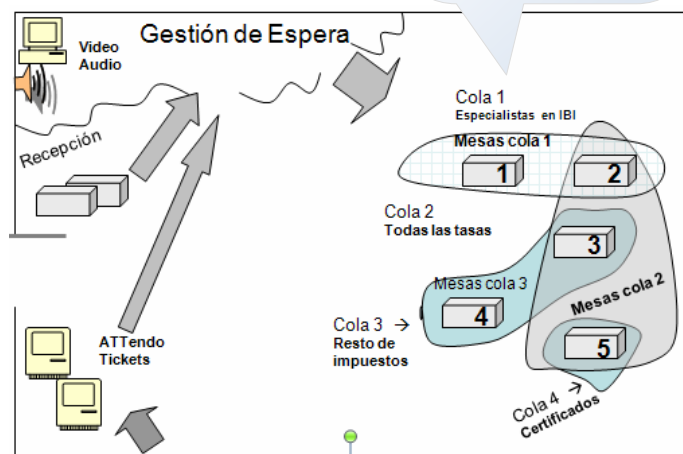 Gestión de Espera
Video
Audio
Recepción
ATTendo
Tickets
Cola 1
Especialistas en IBI
Mesas cola 1
1
2
Cola 2
Todas las tasas
3
Mesas cola 3
Mesas cola 2
4
Cola 3 →
Resto de
impuestos
5
Cola 4 →
Certificados